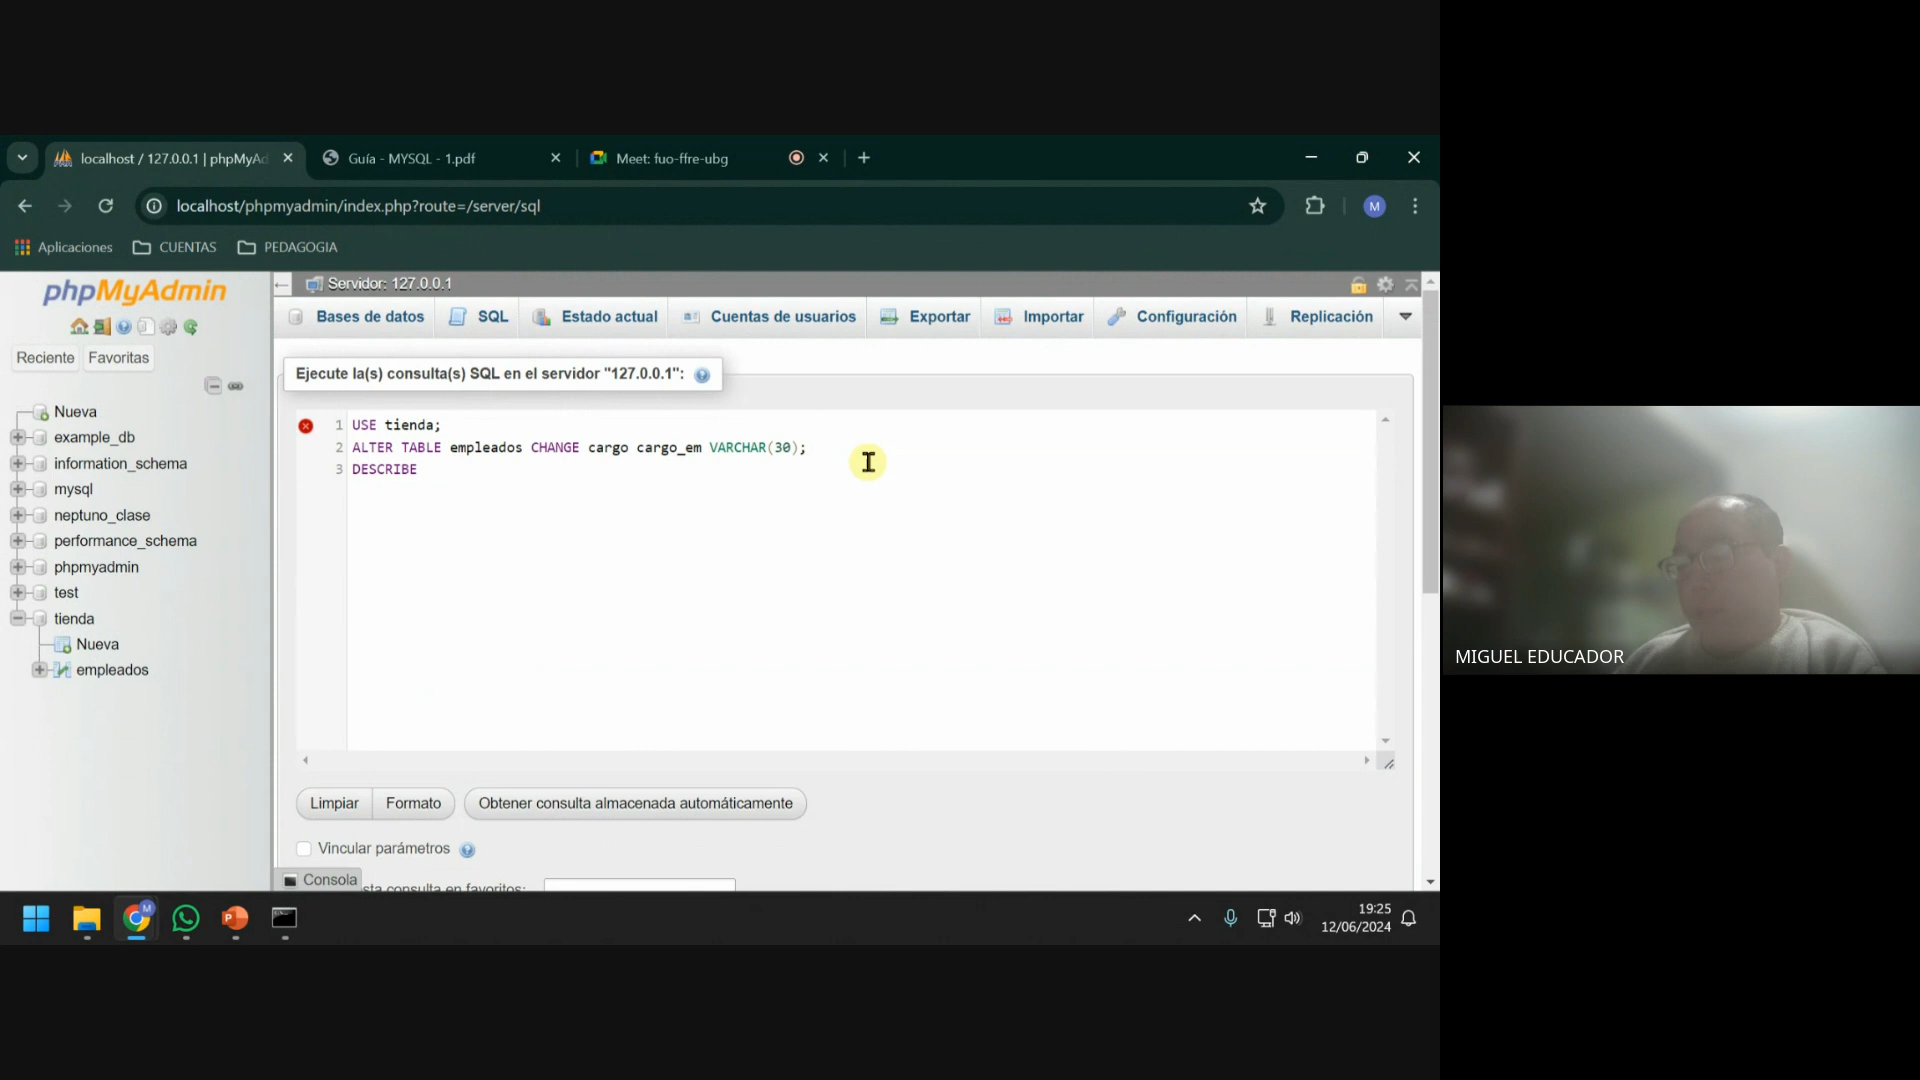 localhost / 127.0.0.1 | phpMyAd
Guía - MYSQL - 1.pdf
Meet: fuo-ffre-ubg
localhost/phpmyadmin/index.php?route=/server/sql
M
Aplicaciones
CUENTAS
PEDAGOGIA
phpMyAdmin
Reciente
Favoritas
Nueva
example_db
information_schema
mysql
neptuno_clase
performance_schema
phpmyadmin
test
tienda
Nueva
empleados
Servidor: 127.0.0.1
Bases de datos
SQL
Estado actual
Cuentas de usuarios
Exportar
Importar
Configuración
Replicación
Ejecute la(s) consulta(s) SQL en el servidor "127.0.0.1":
1 USE tienda;
2 ALTER TABLE empleados CHANGE cargo cargo_em VARCHAR(30);
3 DESCRIBE
Limpiar
Formato
Obtener consulta almacenada automáticamente
Vincular parámetros
Consola
sta consulta en favoritos:
19:25
12/06/2024
MIGUEL EDUCADOR